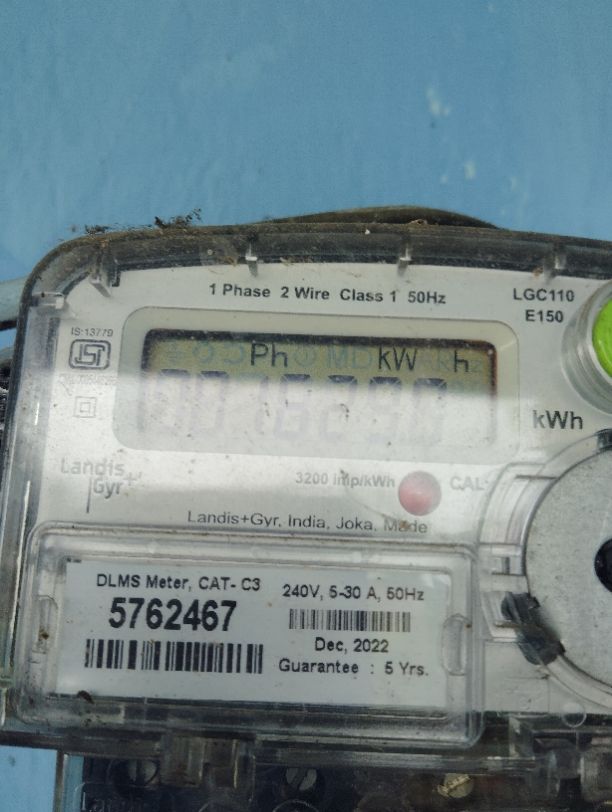 1 Phase 2 Wire Class 1 50Hz
LGC110
E150
IS-13779
Ph kW h
kWh
Landis
Gyr+
3200 imp/kWh
CAL
Landis+Gyr, India, Joka, Made
DLMS Meter, CAT- C3
240V, 5-30 A, 50Hz
5762467
Dec, 2022
Guarantee : 5 Yrs.